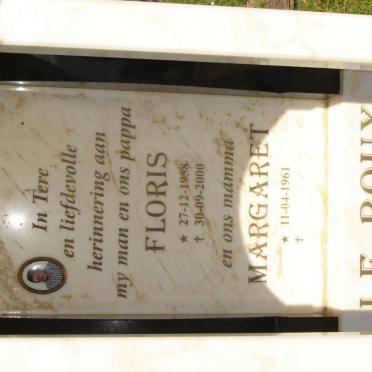 In Tere
en liefdevolle
herinnering aan
my man en ons pappa
FLORIS
★ 27-12-1958
† 30-09-2000
en ons mamma
MARGARET
★ 11-04-1961
†
LE ROUX